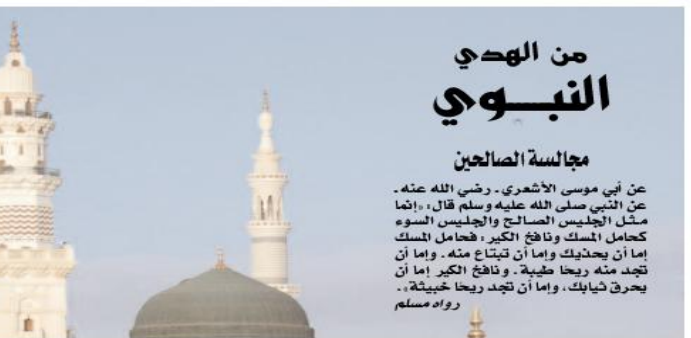 من الهدي
النبـــوي
مجالسة الصالحين
عن أبي موسى الأشعري ـ رضي الله عنه ـ
عن النبي صلى الله عليه وسلم قال: «إنما
مثل الجليس الصالح والجليس السوء
كحامل المسك ونافخ الكير، فحامل المسك
إما أن يحذيك وإما أن تبتاع منه ـ وإما أن
تجد منه ريحا طيبة ـ ونافخ الكير إما أن
يحرق ثيابك، وإما أن تجد ريحا خبيثة» ـ
رواه مسلم